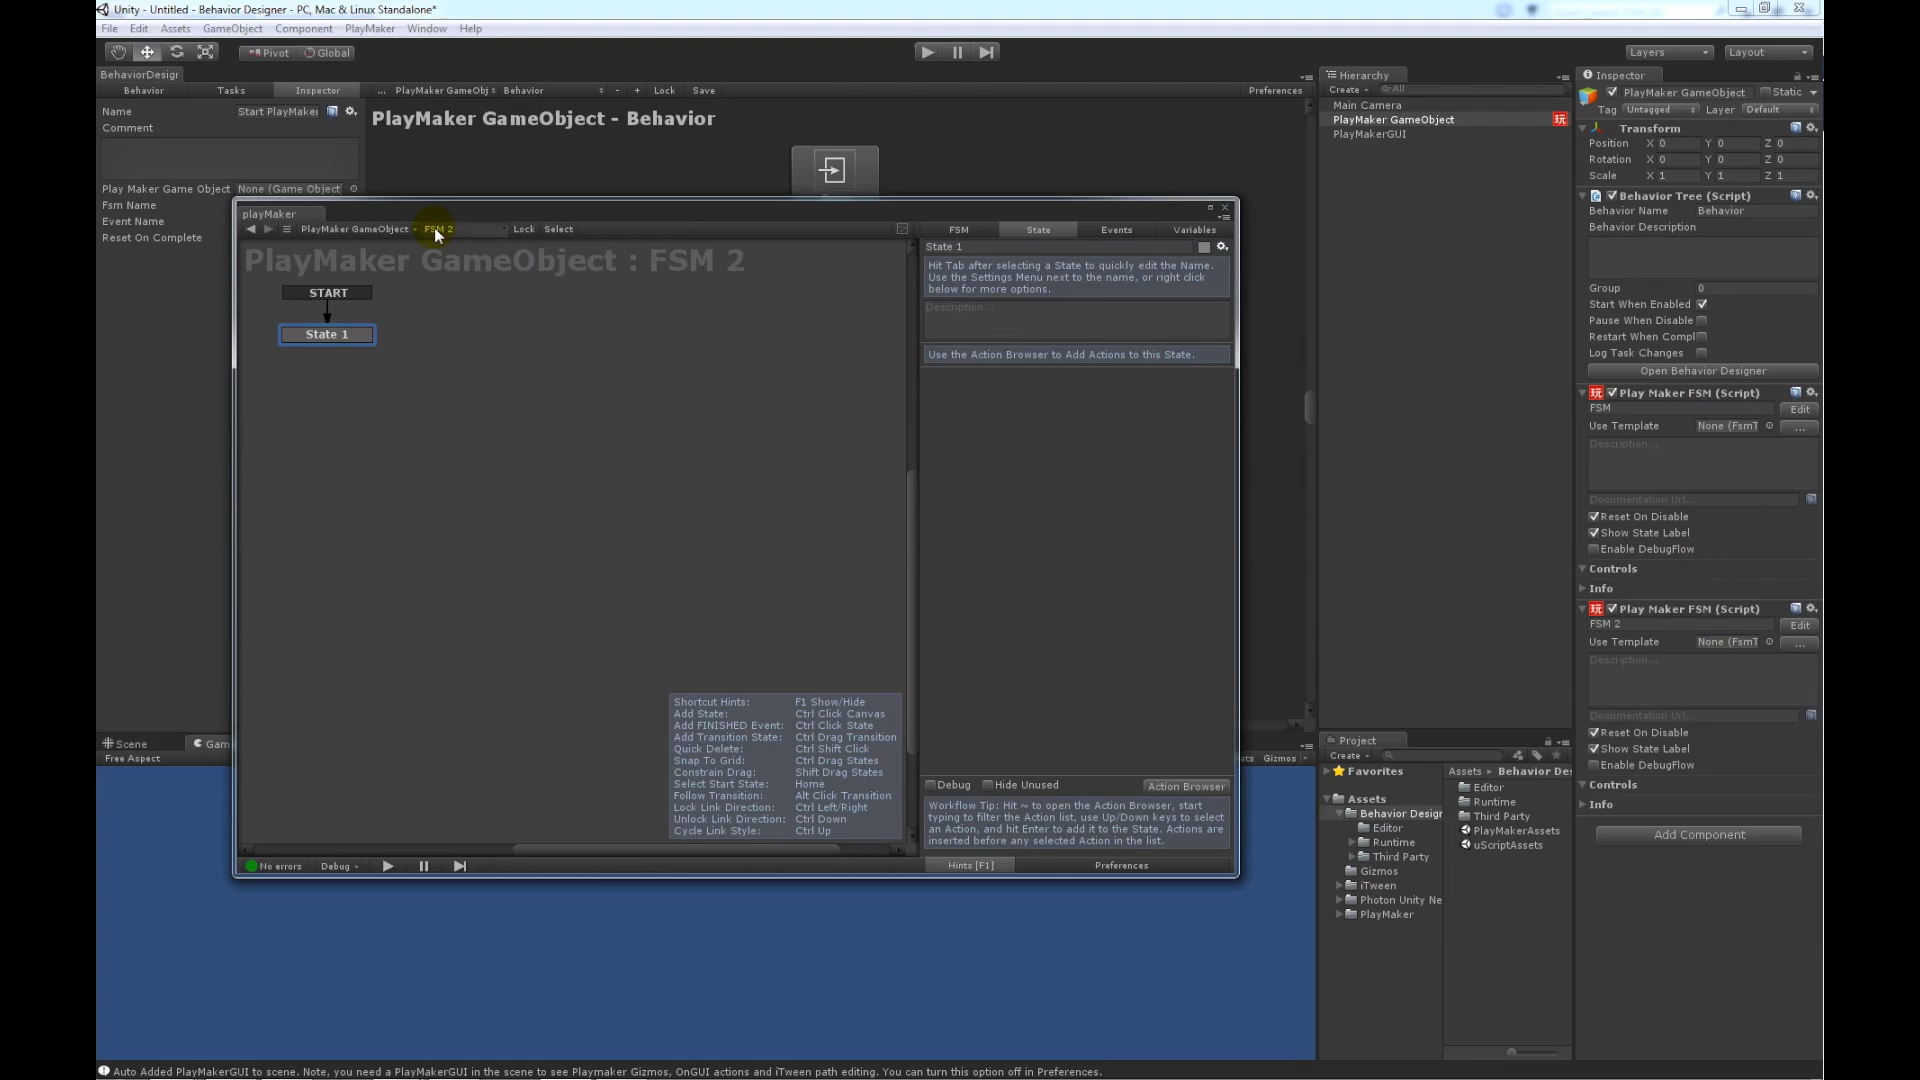 Unity - Untitled - Behavior Designer - PC, Mac & Linux Standalone*
File Edit Assets GameObject Component PlayMaker Window Help
Pivot Global Layers Layout
BehaviorDesigr
Behavior Tasks Inspector ... PlayMaker GameObj Behavior - + Lock Save Preferences
Name Start PlayMaker
Comment
Play Maker Game Object None (Game Object
Fsm Name
Event Name
Reset On Complete
PlayMaker GameObject - Behavior
playMaker
PlayMaker GameObject FSM 2 Lock Select
PlayMaker GameObject : FSM 2
START
State 1
Shortcut Hints: F1 Show/Hide
Add State: Ctrl Click Canvas
Add FINISHED Event: Ctrl Click State
Add Transition State: Ctrl Drag Transition
Quick Delete: Ctrl Shift Click
Snap To Grid: Ctrl Drag States
Constrain Drag: Shift Drag States
Select Start State: Home
Follow Transition: Alt Click Transition
Lock Link Direction: Ctrl Left/Right
Unlock Link Direction: Ctrl Down
Cycle Link Style: Ctrl Up
No errors Debug
FSM State Events Variables
State 1
Hit Tab after selecting a State to quickly edit the Name.
Use the Settings Menu next to the name, or right click
below for more options.
Description...
Use the Action Browser to Add Actions to this State.
Debug Hide Unused Action Browser
Workflow Tip: Hit ~ to open the Action Browser, start
typing to filter the Action list, use Up/Down keys to select
an Action, and hit Enter to add it to the State. Actions are
inserted before any selected Action in the list.
Hints [F1] Preferences
Scene Gam
Free Aspect
Gizmos
Hierarchy
Create All
Main Camera
PlayMaker GameObject 玩
PlayMakerGUI
Project
Create
Favorites
Assets
Behavior Desigr
Editor
Runtime
Third Party
Gizmos
iTween
Photon Unity Ne
PlayMaker
Assets Behavior Des
Editor
Runtime
Third Party
PlayMakerAssets
uScriptAssets
Inspector
PlayMaker GameObject Static
Tag Untagged Layer Default
Transform
Position X 0 Y 0 Z 0
Rotation X 0 Y 0 Z 0
Scale X 1 Y 1 Z 1
Behavior Tree (Script)
Behavior Name Behavior
Behavior Description
Group 0
Start When Enabled
Pause When Disable
Restart When Compl
Log Task Changes
Open Behavior Designer
玩 Play Maker FSM (Script)
FSM Edit
Use Template None (FsmT ...
Description...
Documentation Url...
Reset On Disable
Show State Label
Enable DebugFlow
Controls
Info
玩 Play Maker FSM (Script)
FSM 2 Edit
Use Template None (FsmT ...
Description...
Documentation Url...
Reset On Disable
Show State Label
Enable DebugFlow
Controls
Info
Add Component
Auto Added PlayMakerGUI to scene. Note, you need a PlayMakerGUI in the scene to see Playmaker Gizmos, OnGUI actions and iTween path editing. You can turn this option off in Preferences.